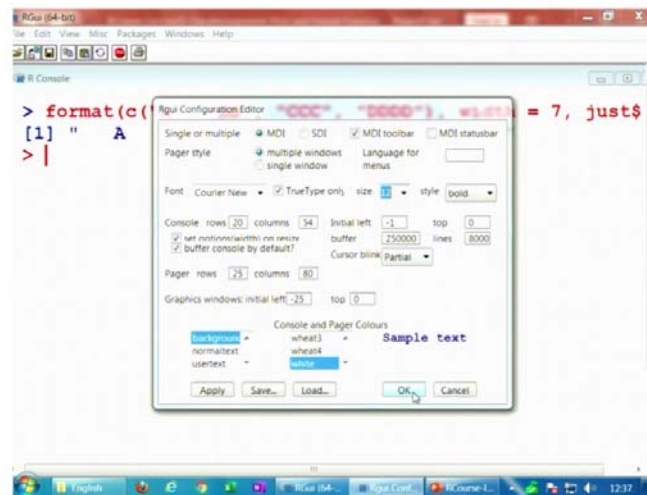 RGui (64-bit)
File Edit View Misc Packages Windows Help
R Console
> format(c(" "CCC", "DDDD"), width = 7, just$
[1] " A
>
Rgui Configuration Editor
Single or multiple MDI SDI MDI toolbar MDI statusbar
Pager style multiple windows Language for
single window menus
Font Courier New TrueType only size 12 style bold
Console rows 20 columns 54 Initial left -1 top 0
set options(width) on resize buffer 250000 lines 8000
buffer console by default? Cursor blink Partial
Pager rows 25 columns 80
Graphics windows: initial left -25 top 0
Console and Pager Colours
background wheat3 Sample text
normaltext wheat4
usertext white
Apply Save... Load... OK Cancel
English RGui (64-... Rgui Conf... RCourse-L... 12:37